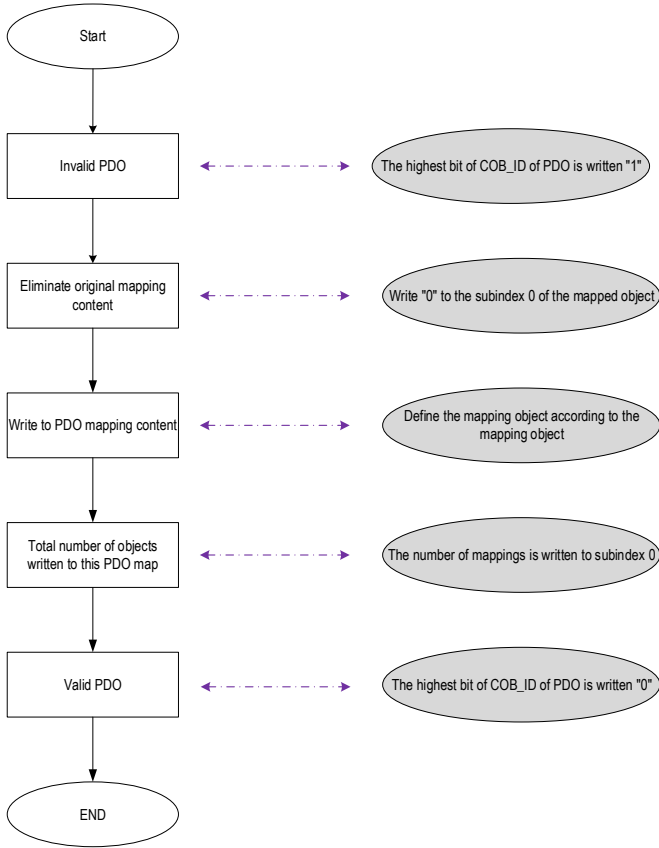 Start
Invalid PDO
The highest bit of COB_ID of PDO is written "1"
Eliminate original mapping
content
Write "0" to the subindex 0 of the mapped object
Write to PDO mapping content
Define the mapping object according to the
mapping object
Total number of objects
written to this PDO map
The number of mappings is written to subindex 0
Valid PDO
The highest bit of COB_ID of PDO is written "0"
END